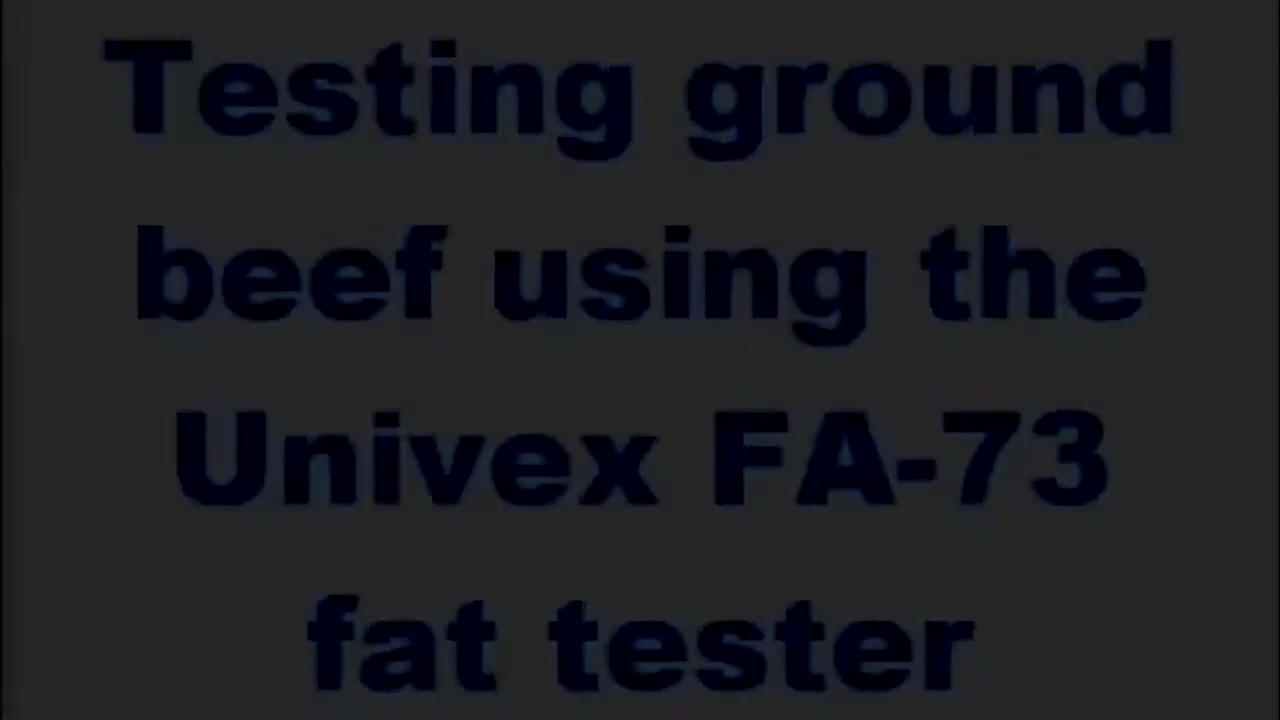 Testing ground
beef using the
Univex FA-73
fat tester